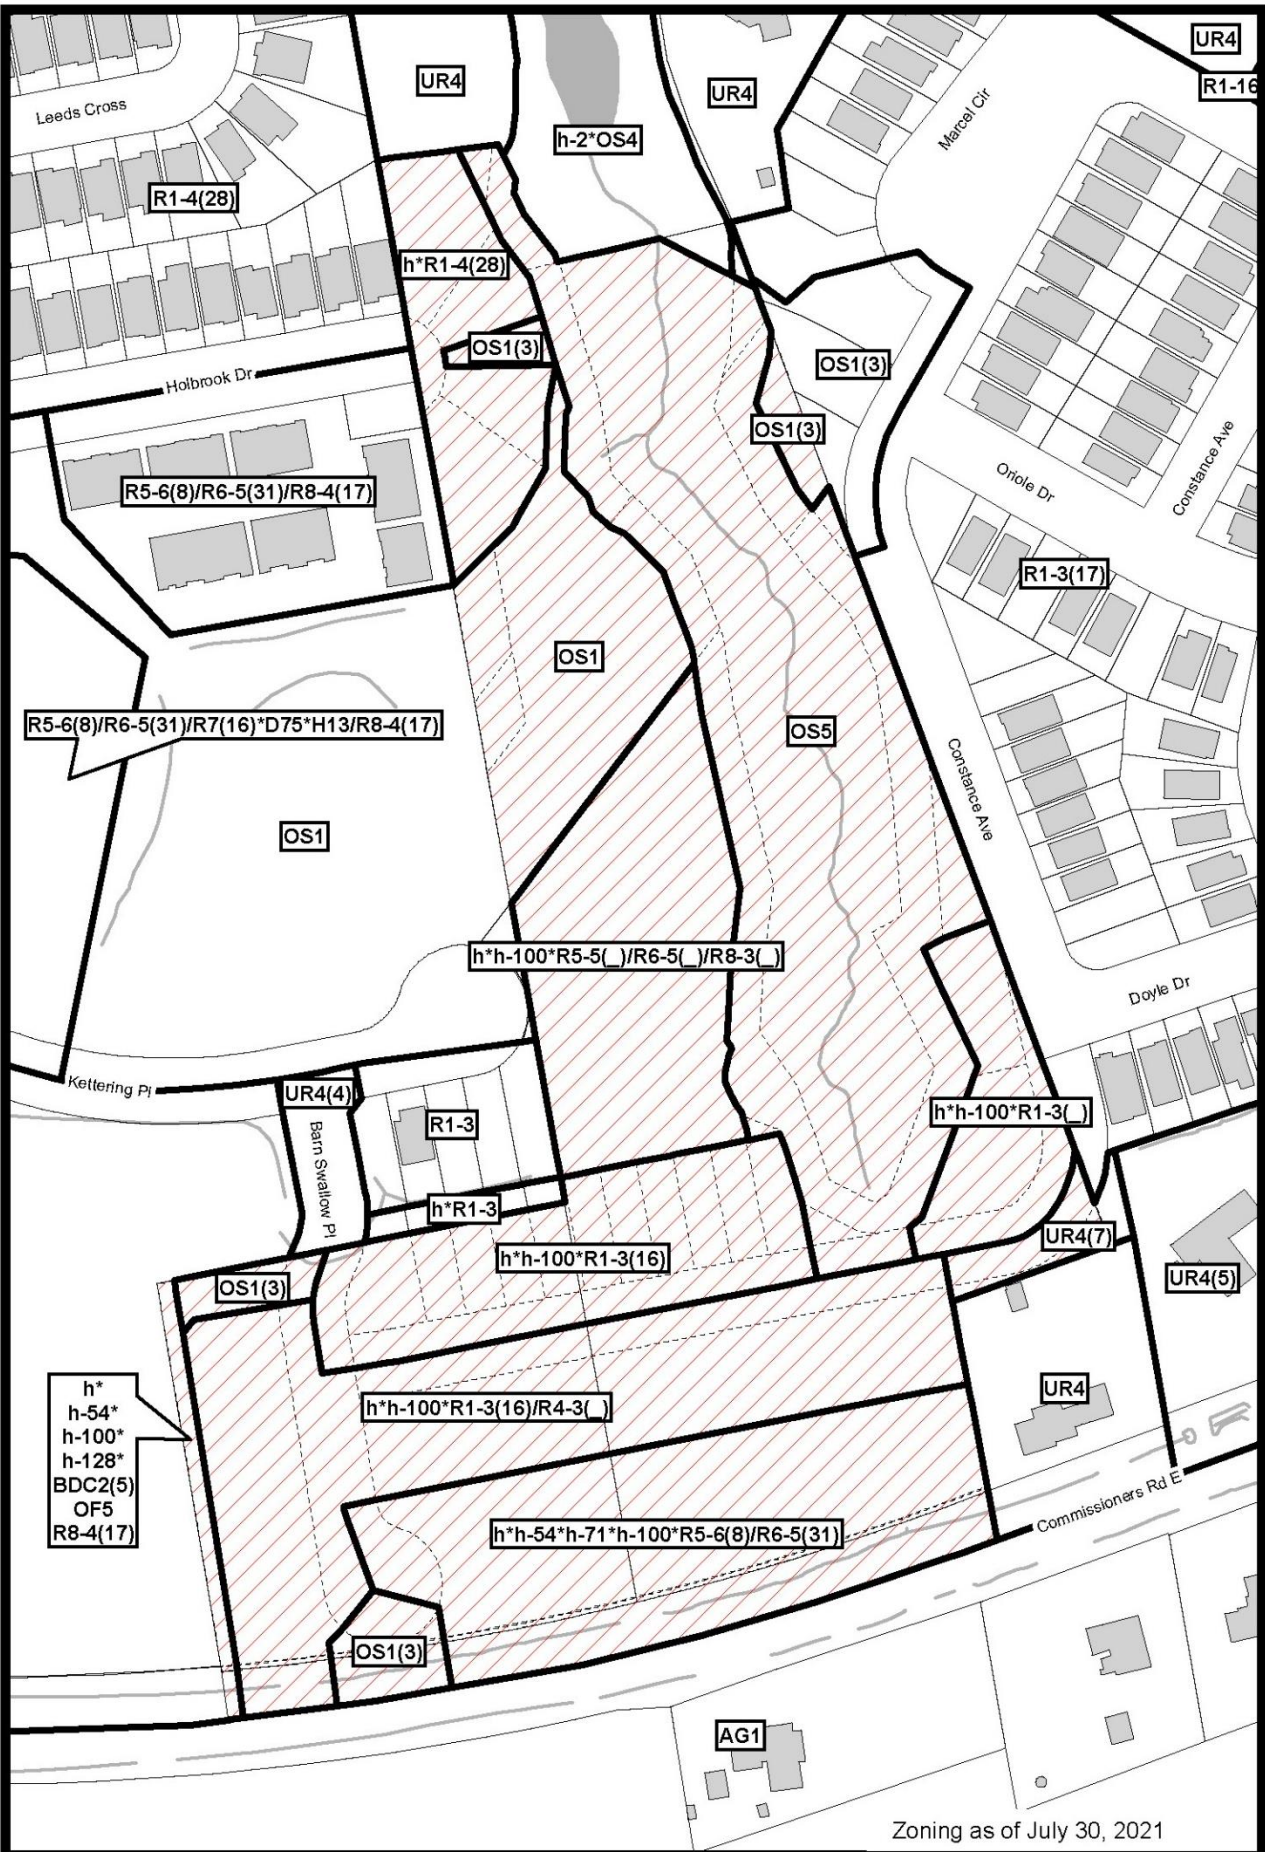 UR4
UR4
UR4
R1-16
Leeds Cross
h-2*OS4
Marcel Cir
R1-4(28)
h*R1-4(28)
OS1(3)
OS1(3)
Holbrook Dr
OS1(3)
Constance Ave
Oriole Dr
R5-6(8)/R6-5(31)/R8-4(17)
R1-3(17)
OS1
R5-6(8)/R6-5(31)/R7(16)*D75*H13/R8-4(17)
OS5
Constance Ave
OS1
h*h-100*R5-5(_)/R6-5(_)/R8-3(_)
Doyle Dr
Kettering Pl
UR4(4)
R1-3
h*h-100*R1-3(_)
Barn Swallow Pl
h*R1-3
UR4(7)
h*h-100*R1-3(16)
OS1(3)
UR4(5)
h*
h-54*
h-100*
h-128*
BDC2(5)
OF5
R8-4(17)
UR4
h*h-100*R1-3(16)/R4-3(_)
h*h-54*h-71*h-100*R5-6(8)/R6-5(31)
Commissioners Rd E
OS1(3)
AG1
Zoning as of July 30, 2021